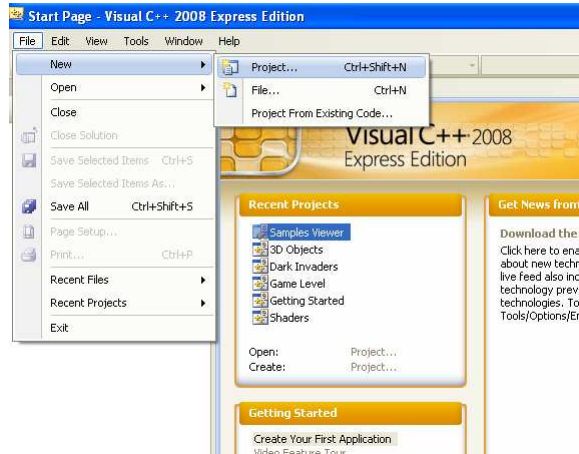 Start Page - Visual C++ 2008 Express Edition
File Edit View Tools Window Help
New
Open
Close
Close Solution
Save Selected Items Ctrl+S
Save Selected Items As...
Save All Ctrl+Shift+S
Page Setup...
Print... Ctrl+P
Recent Files
Recent Projects
Exit
Project... Ctrl+Shift+N
File... Ctrl+N
Project From Existing Code...
Visual C++ 2008
Express Edition
Recent Projects
Samples Viewer
3D Objects
Dark Invaders
Game Level
Getting Started
Shaders
Open: Project...
Create: Project...
Getting Started
Create Your First Application
Video Feature Tour
Get News from
Download the
Click here to ena
about new techn
live feed also inc
technology prev
technologies. To
Tools/Options/Er